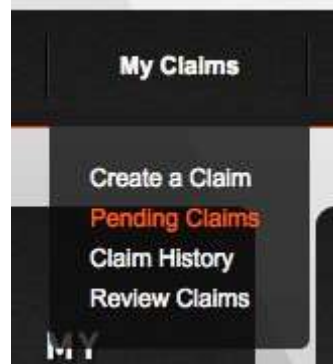 My Claims
Create a Claim
Pending Claims
Claim History
Review Claims
MY